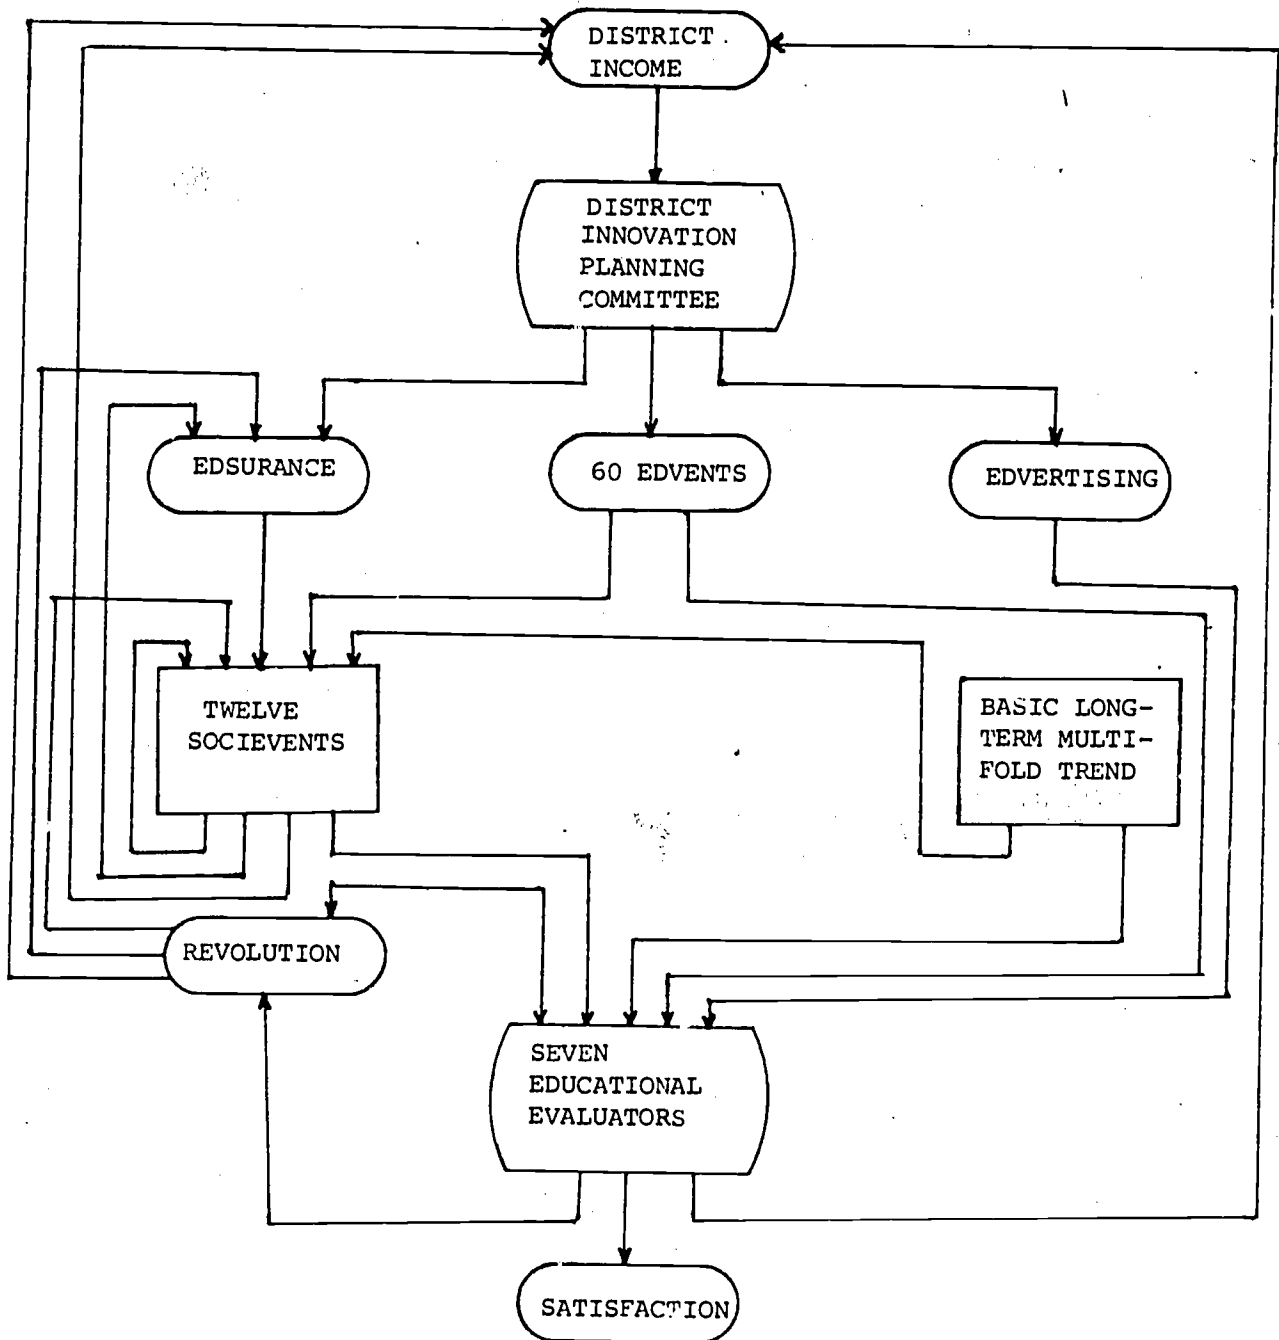 DISTRICT
INCOME
DISTRICT
INNOVATION
PLANNING
COMMITTEE
EDSURANCE
60 EDVENTS
EDVERTISING
TWELVE
SOCIEVENTS
BASIC LONG-
TERM MULTI-
FOLD TREND
REVOLUTION
SEVEN
EDUCATIONAL
EVALUATORS
SATISFACTION